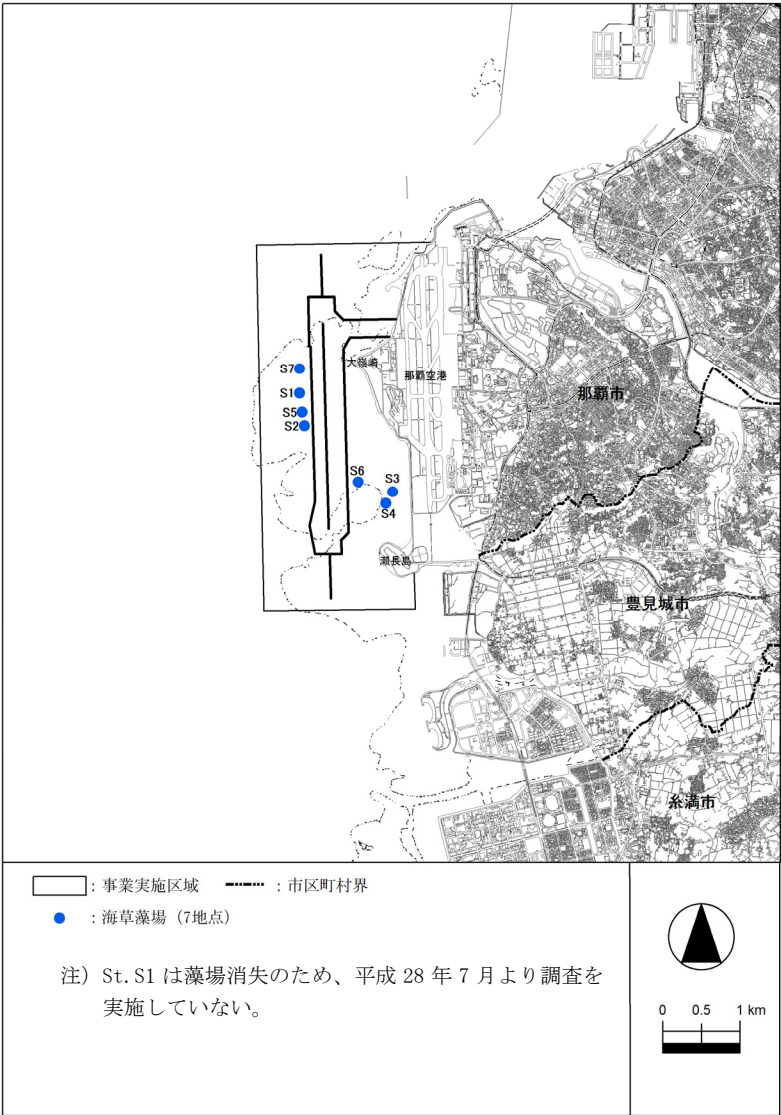 大嶺崎
那覇空港
那覇市
S7
S1
S5
S2
S6
S3
S4
瀬長島
豊見城市
糸満市
：事業実施区域
：市区町村界
：海草藻場（7地点）
注）St.S1 は藻場消失のため、平成 28 年 7 月より調査を
実施していない。
0 0.5 1 km